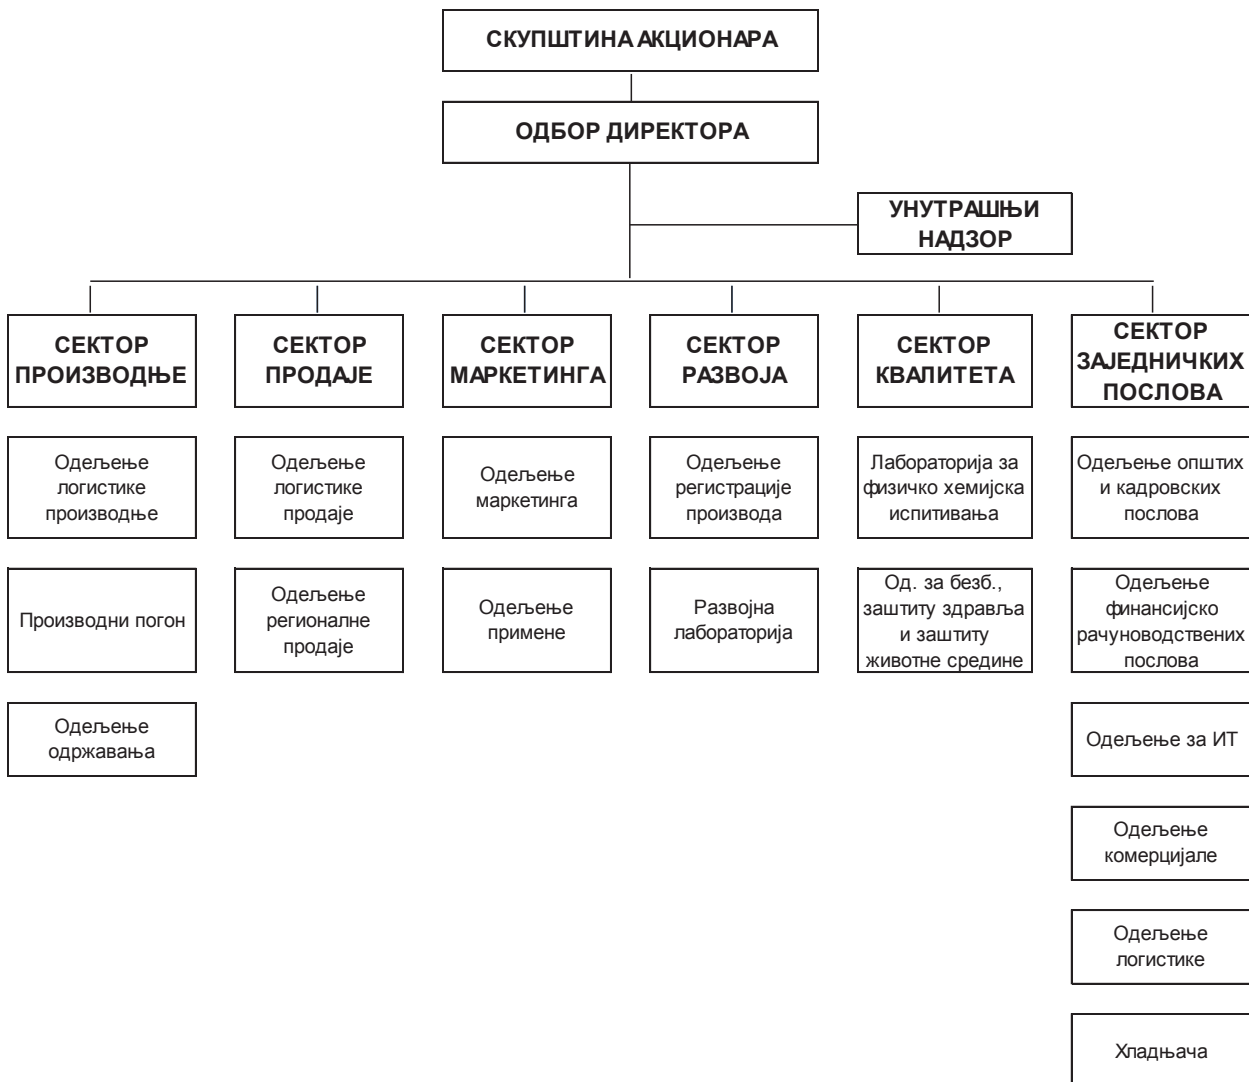 СКУПШТИНА АКЦИОНАРА
ОДБОР ДИРЕКТОРА
УНУТРАШЊИ
НАДЗОР
СЕКТОР
ПРОИЗВОДЊЕ
СЕКТОР
ПРОДАЈЕ
СЕКТОР
МАРКЕТИНГА
СЕКТОР
РАЗВОЈА
СЕКТОР
КВАЛИТЕТА
СЕКТОР
ЗАЈЕДНИЧКИХ
ПОСЛОВА
Одељење
логистике
производње
Одељење
логистике
продаје
Одељење
маркетинга
Одељење
регистрације
производа
Лабораторија за
физичко хемијска
испитивања
Одељење општих
и кадровских
послова
Производни погон
Одељење
регионалне
продаје
Одељење
примене
Развојна
лабораторија
Од. за безб.,
заштиту здравља
и заштиту
животне средине
Одељење
финансијско
рачуноводствених
послова
Одељење
одржавања
Одељење за ИТ
Одељење
комерцијале
Одељење
логистике
Хладњача